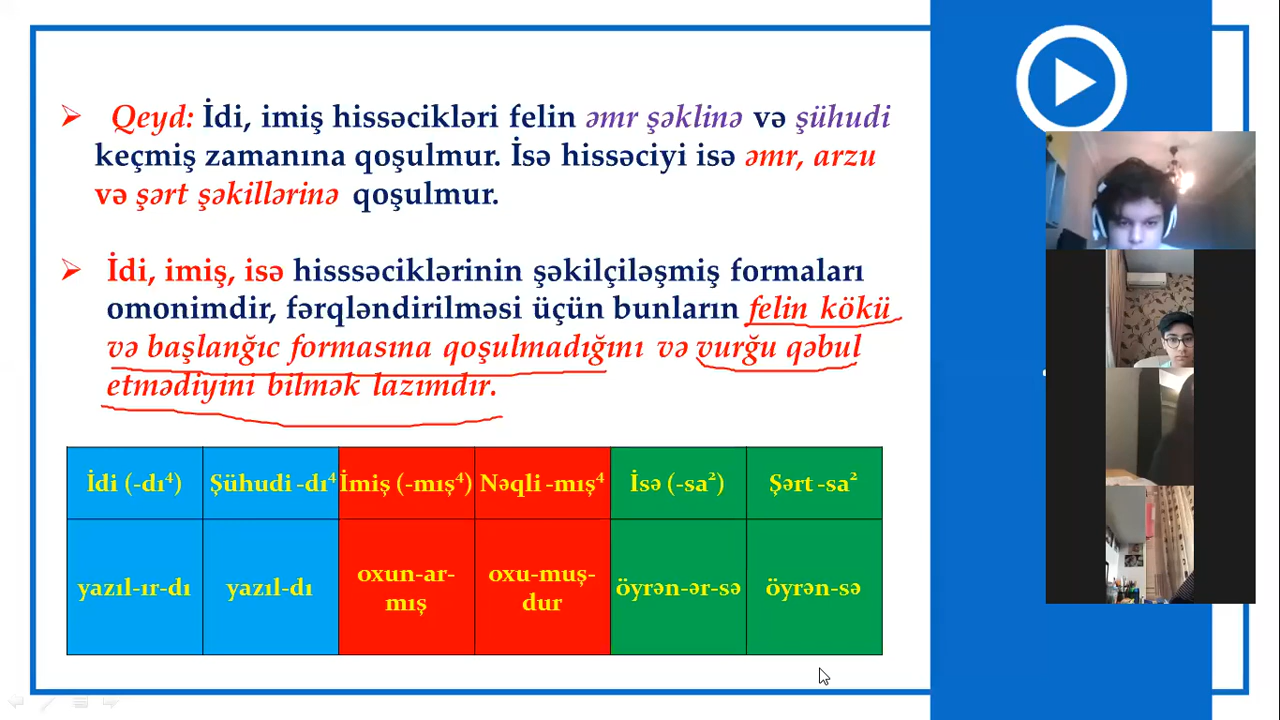 Qeyd: İdi, imiş hissəcikləri felin əmr şəklinə və şühudi
keçmiş zamanına qoşulmur. İsə hissəciyi isə əmr, arzu
və şərt şəkillərinə qoşulmur.
İdi, imiş, isə hisssəciklərinin şəkilçiləşmiş formaları
omonimdir, fərqləndirilməsi üçün bunların felin kökü
və başlanğıc formasına qoşulmadığını və vurğu qəbul
etmədiyini bilmək lazımdır.
İdi (-dı⁴) Şühudi -dı⁴ İmiş (-mış⁴) Nəqli -mış⁴ İsə (-sa²) Şərt -sa²
yazıl-ır-dı yazıl-dı oxun-ar- oxu-muş- öyrən-ər-sə öyrən-sə
mış dur